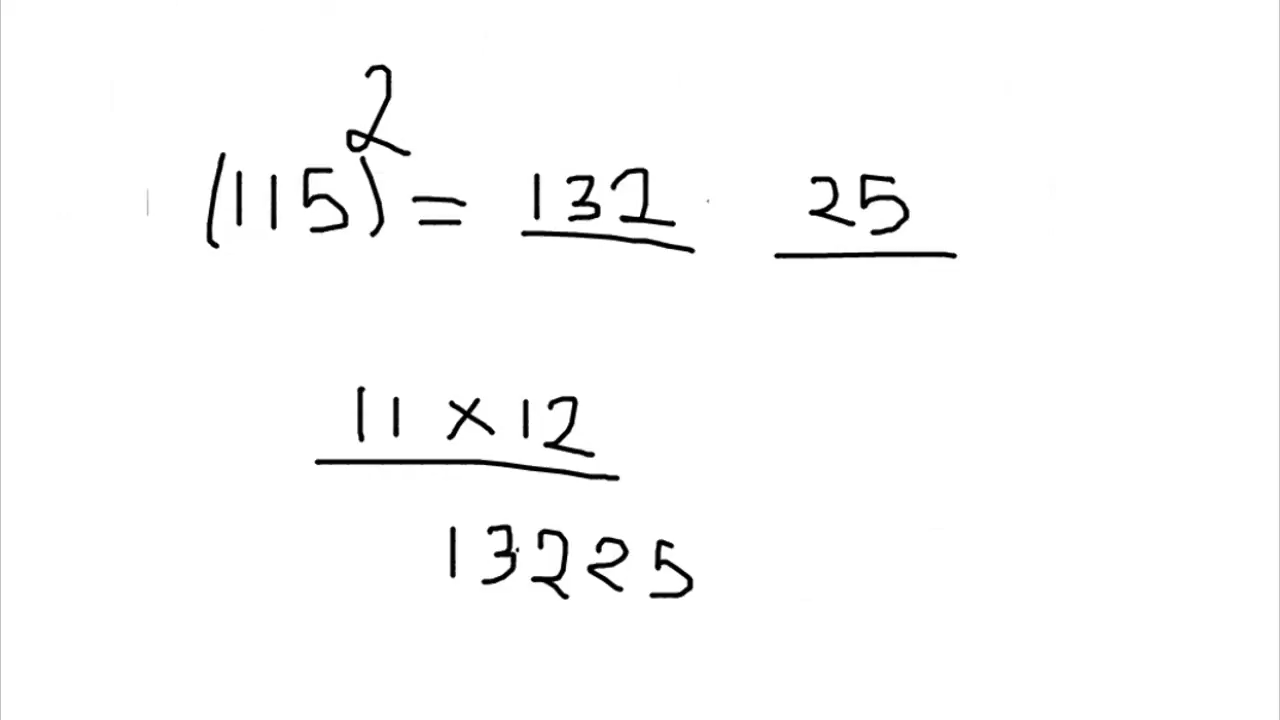 (115)² = 132 25
11 × 12
13225